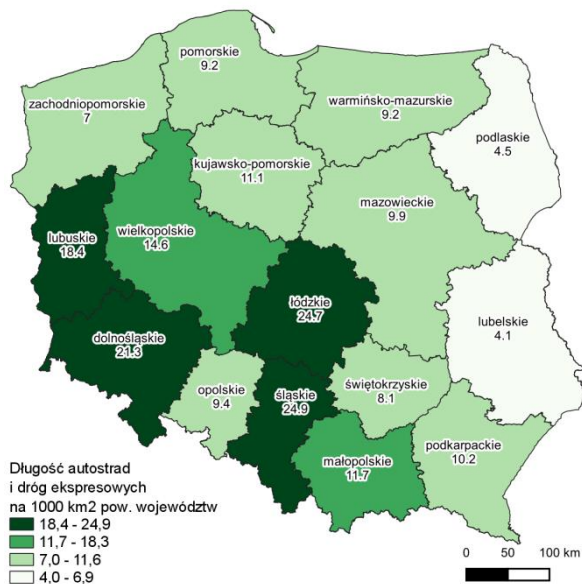 pomorskie
9.2
zachodniopomorskie
7
warmińsko-mazurskie
9.2
podlaskie
4.5
kujawsko-pomorskie
11.1
mazowieckie
9.9
lubuskie
18.4
wielkopolskie
14.6
łódzkie
24.7
lubelskie
4.1
dolnośląskie
21.3
opolskie
9.4
śląskie
24.9
świętokrzyskie
8.1
małopolskie
11.7
podkarpackie
10.2
Długość autostrad
i dróg ekspresowych
na 1000 km2 pow. województw
18,4 - 24,9
11,7 - 18,3
7,0 - 11,6
4,0 - 6,9
0 50 100 km